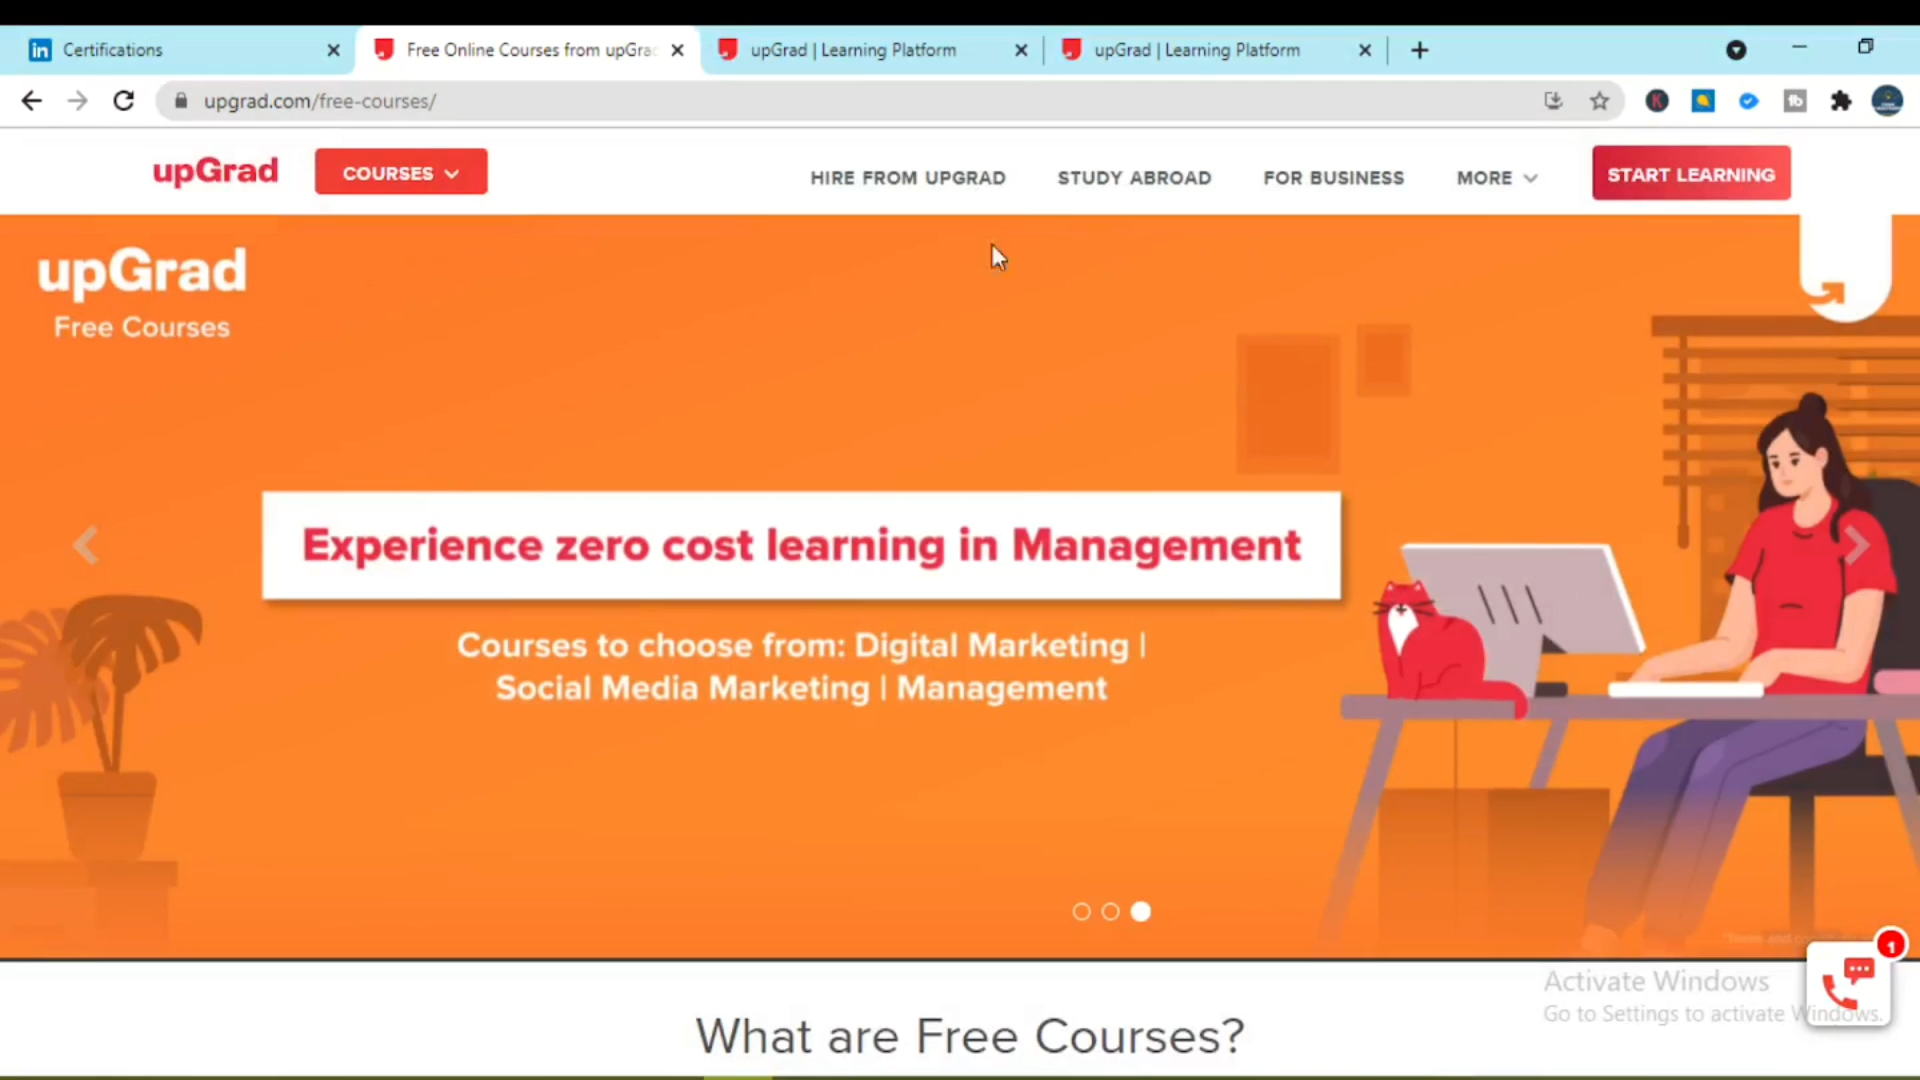 in Certifications
Free Online Courses from upGrad
upGrad | Learning Platform
upGrad | Learning Platform
upgrad.com/free-courses/
K
tb
upGrad
COURSES
HIRE FROM UPGRAD
STUDY ABROAD
FOR BUSINESS
MORE
START LEARNING
upGrad
Free Courses
Experience zero cost learning in Management
Courses to choose from: Digital Marketing |
Social Media Marketing | Management
1
Activate Windows
Go to Settings to activate Windows.
What are Free Courses?